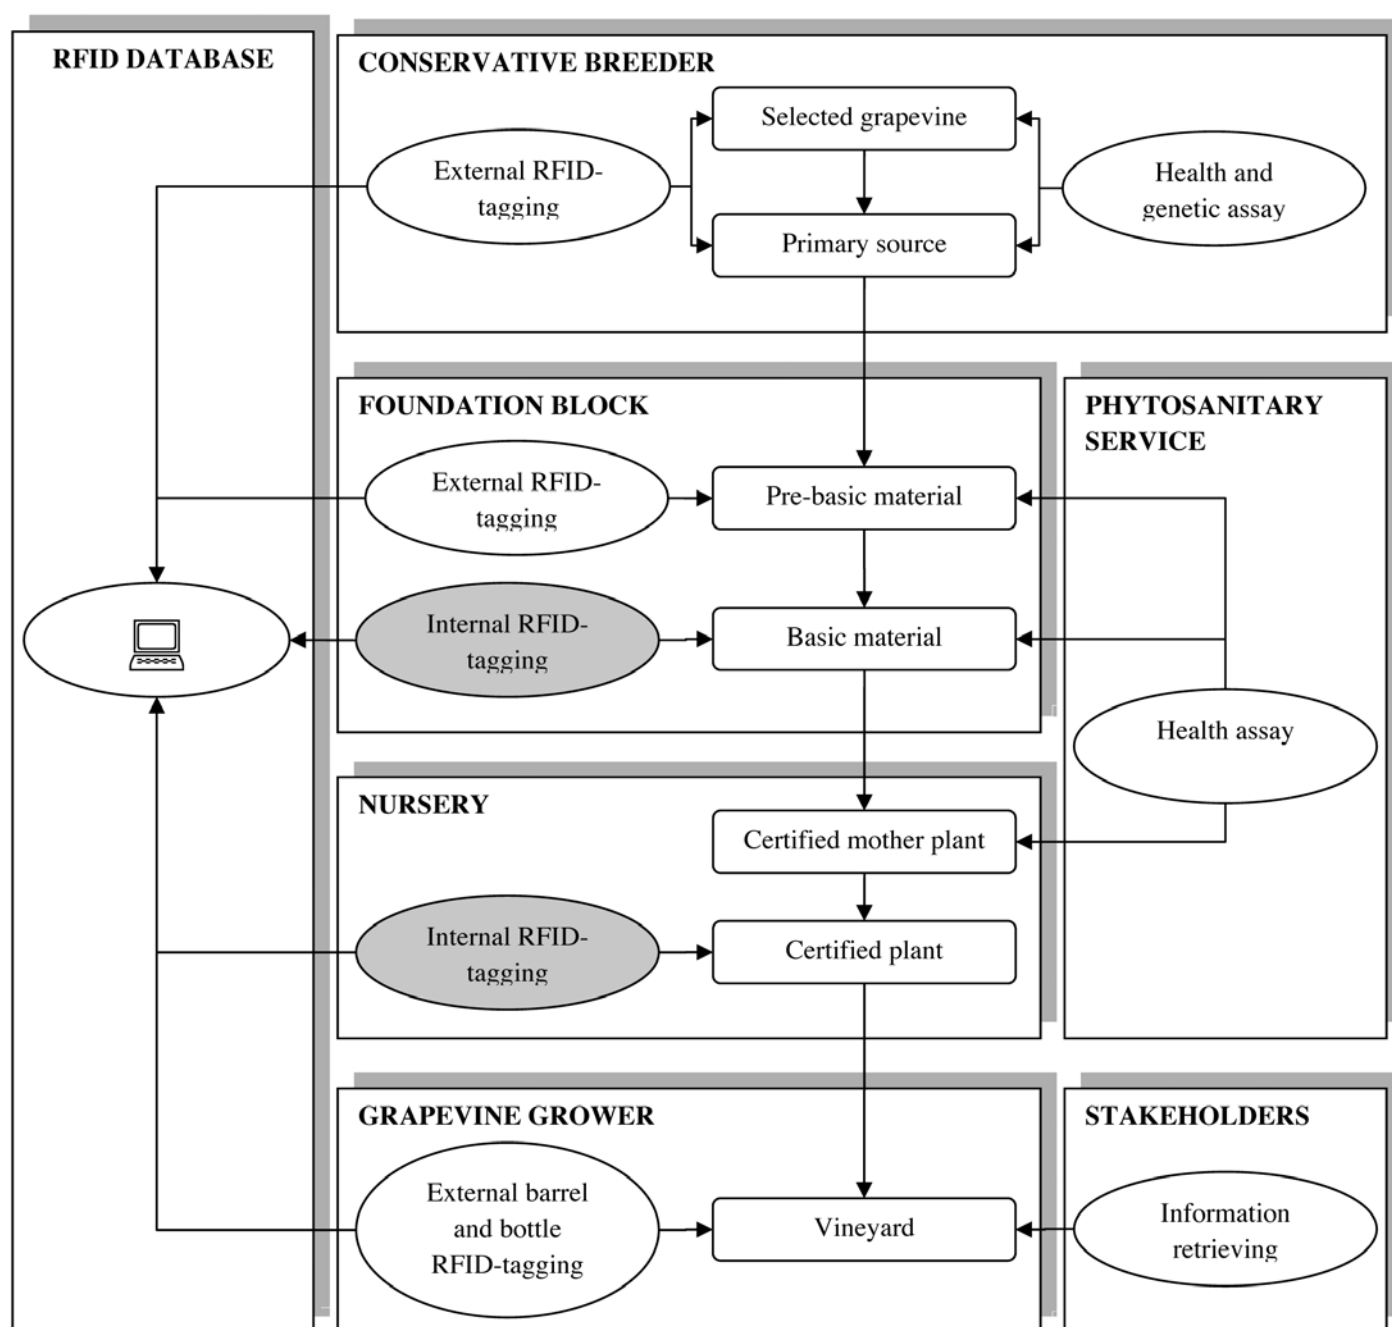 RFID DATABASE
CONSERVATIVE BREEDER
Selected grapevine
External RFID-
tagging
Health and
genetic assay
Primary source
FOUNDATION BLOCK
PHYTOSANITARY
SERVICE
External RFID-
tagging
Pre-basic material
Internal RFID-
tagging
Basic material
Health assay
NURSERY
Certified mother plant
Internal RFID-
tagging
Certified plant
GRAPEVINE GROWER
STAKEHOLDERS
External barrel
and bottle
RFID-tagging
Vineyard
Information
retrieving